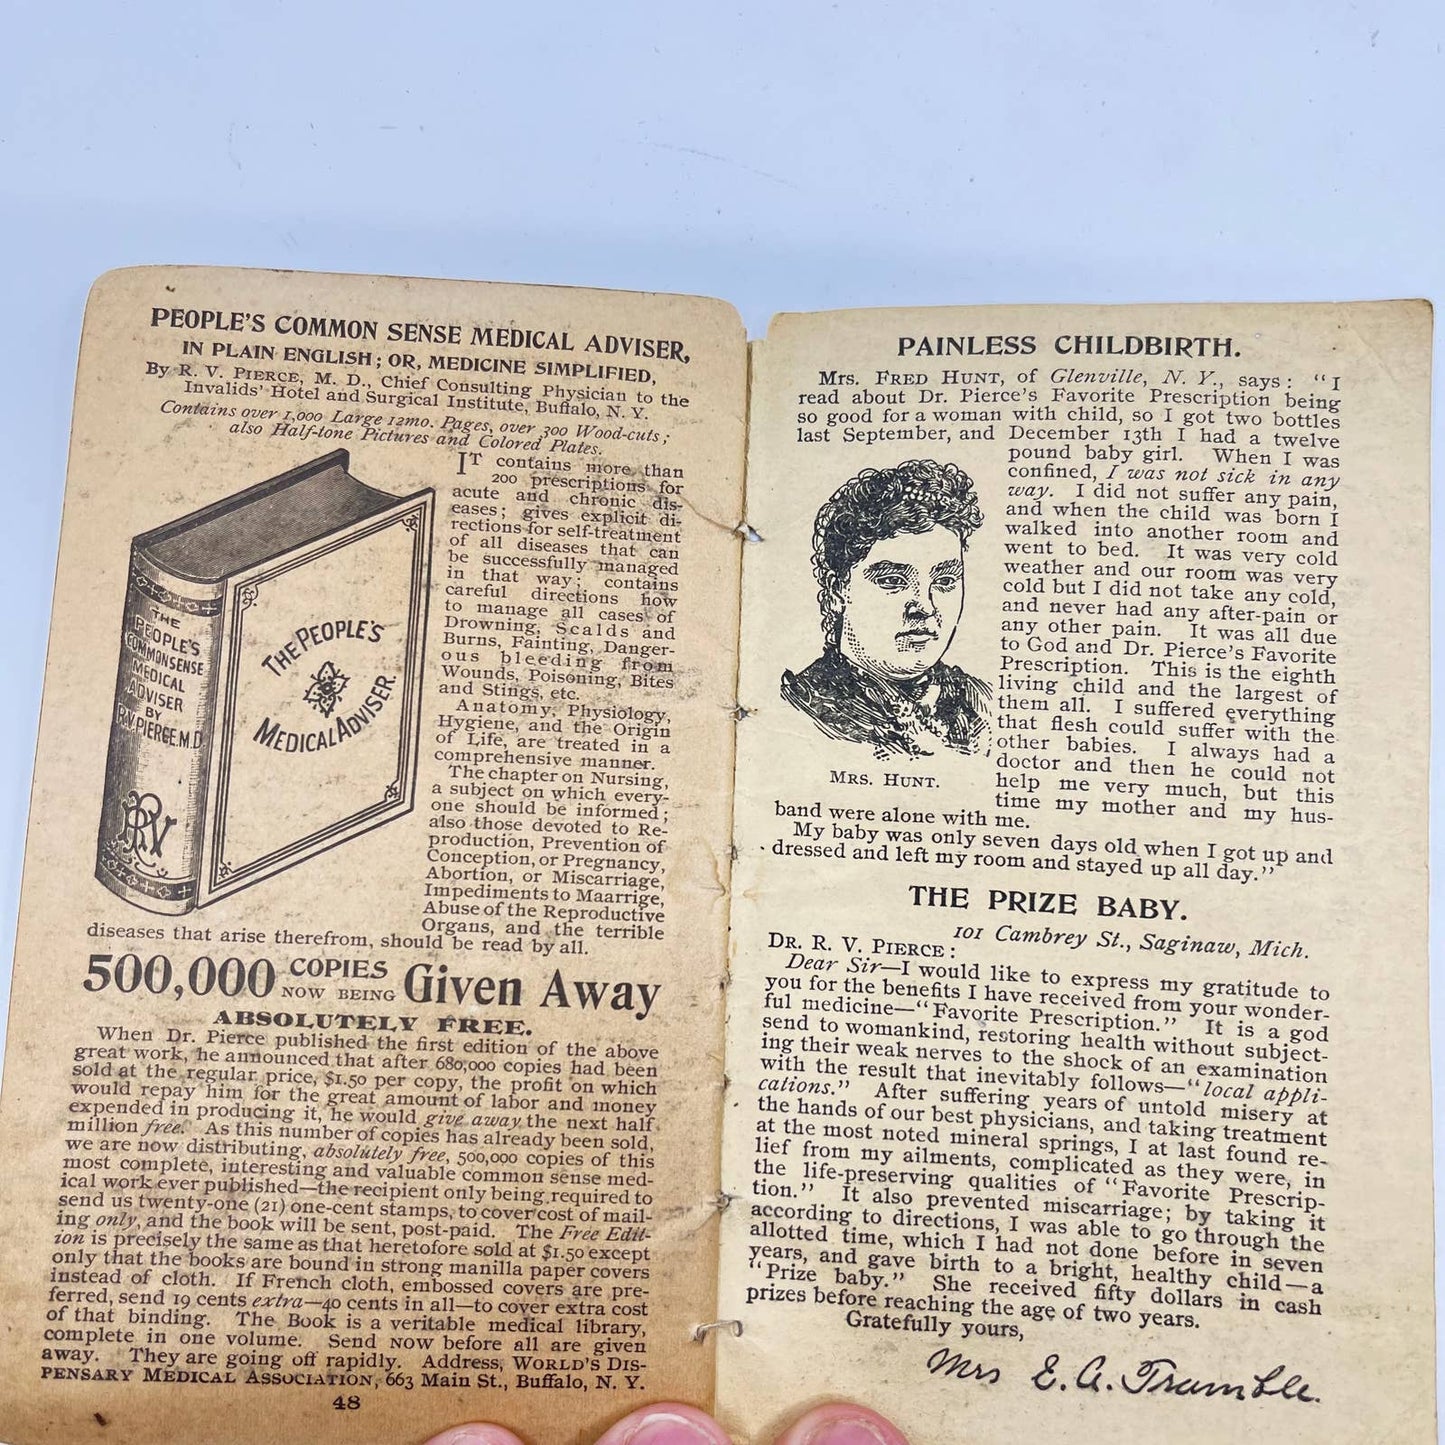 PEOPLE'S COMMON SENSE MEDICAL ADVISER,
IN PLAIN ENGLISH; OR, MEDICINE SIMPLIFIED,
By R. V. PIERCE, M. D., Chief Consulting Physician to the
Invalids' Hotel and Surgical Institute, Buffalo, N. Y.
Contains over 1,000 Large 12mo. Pages, over 300 Wood-cuts;
also Half-tone Pictures and Colored Plates.
THE
PEOPLE'S
COMMON SENSE
MEDICAL
ADVISER
BY
R.V. PIERCE. M.D.
RVP
THE PEOPLE'S
MEDICAL ADVISER.
IT contains more than
200 prescriptions for
acute and chronic dis-
eases; gives explicit di-
rections for self-treatment
of all diseases that can
be successfully managed
in that way; contains
careful directions how
to manage all cases of
Drowning, Scalds and
Burns, Fainting, Danger-
ous bleeding from
Wounds, Poisoning, Bites
and Stings, etc.
Anatomy, Physiology,
Hygiene, and the Origin
of Life, are treated in a
comprehensive manner.
The chapter on Nursing,
a subject on which every-
one should be informed;
also those devoted to Re-
production, Prevention of
Conception, or Pregnancy,
Abortion, or Miscarriage,
Impediments to Maarrige,
Abuse of the Reproductive
Organs, and the terrible
diseases that arise therefrom, should be read by all.
500,000 COPIES NOW BEING Given Away
ABSOLUTELY FREE.
When Dr. Pierce published the first edition of the above
great work, he announced that after 680,000 copies had been
sold at the regular price, $1.50 per copy, the profit on which
would repay him for the great amount of labor and money
expended in producing it, he would give away the next half
million free. As this number of copies has already been sold,
we are now distributing, absolutely free, 500,000 copies of this
most complete, interesting and valuable common sense med-
ical work ever published—the recipient only being required to
send us twenty-one (21) one-cent stamps, to cover cost of mail-
ing only, and the book will be sent, post-paid. The Free Edit-
ion is precisely the same as that heretofore sold at $1.50 except
only that the books are bound in strong manilla paper covers
instead of cloth. If French cloth, embossed covers are pre-
ferred, send 19 cents extra—40 cents in all—to cover extra cost
of that binding. The Book is a veritable medical library,
complete in one volume. Send NOW before all are given
away. They are going off rapidly. Address, WORLD'S DIS-
PENSARY MEDICAL ASSOCIATION, 663 Main St., Buffalo, N. Y.
48
PAINLESS CHILDBIRTH.
Mrs. FRED HUNT, of Glenville, N. Y., says: "I
read about Dr. Pierce's Favorite Prescription being
so good for a woman with child, so I got two bottles
last September, and December 13th I had a twelve
pound baby girl. When I was
confined, I was not sick in any
way. I did not suffer any pain,
and when the child was born I
walked into another room and
went to bed. It was very cold
weather and our room was very
cold but I did not take any cold,
and never had any after-pain or
any other pain. It was all due
to God and Dr. Pierce's Favorite
Prescription. This is the eighth
living child and the largest of
them all. I suffered everything
that flesh could suffer with the
other babies. I always had a
doctor and then he could not
help me very much, but this
time my mother and my hus-
MRS. HUNT.
band were alone with me.
My baby was only seven days old when I got up and
dressed and left my room and stayed up all day."
THE PRIZE BABY.
101 Cambrey St., Saginaw, Mich.
DR. R. V. PIERCE:
Dear Sir—I would like to express my gratitude to
you for the benefits I have received from your wonder-
ful medicine—"Favorite Prescription." It is a god
send to womankind, restoring health without subject-
ing their weak nerves to the shock of an examination
with the result that inevitably follows—"local appli-
cations." After suffering years of untold misery at
the hands of our best physicians, and taking treatment
at the most noted mineral springs, I at last found re-
lief from my ailments, complicated as they were, in
the life-preserving qualities of "Favorite Prescrip-
tion." It also prevented miscarriage; by taking it
according to directions, I was able to go through the
allotted time, which I had not done before in seven
years, and gave birth to a bright, healthy child—a
"Prize baby." She received fifty dollars in cash
prizes before reaching the age of two years.
Gratefully yours,
Mrs E. A. Trumble.